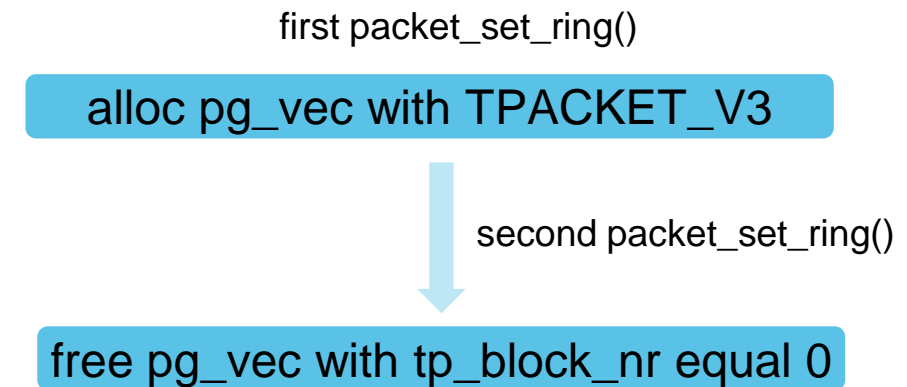 first packet_set_ring()
alloc pg_vec with TPACKET_V3
second packet_set_ring()
free pg_vec with tp_block_nr equal 0